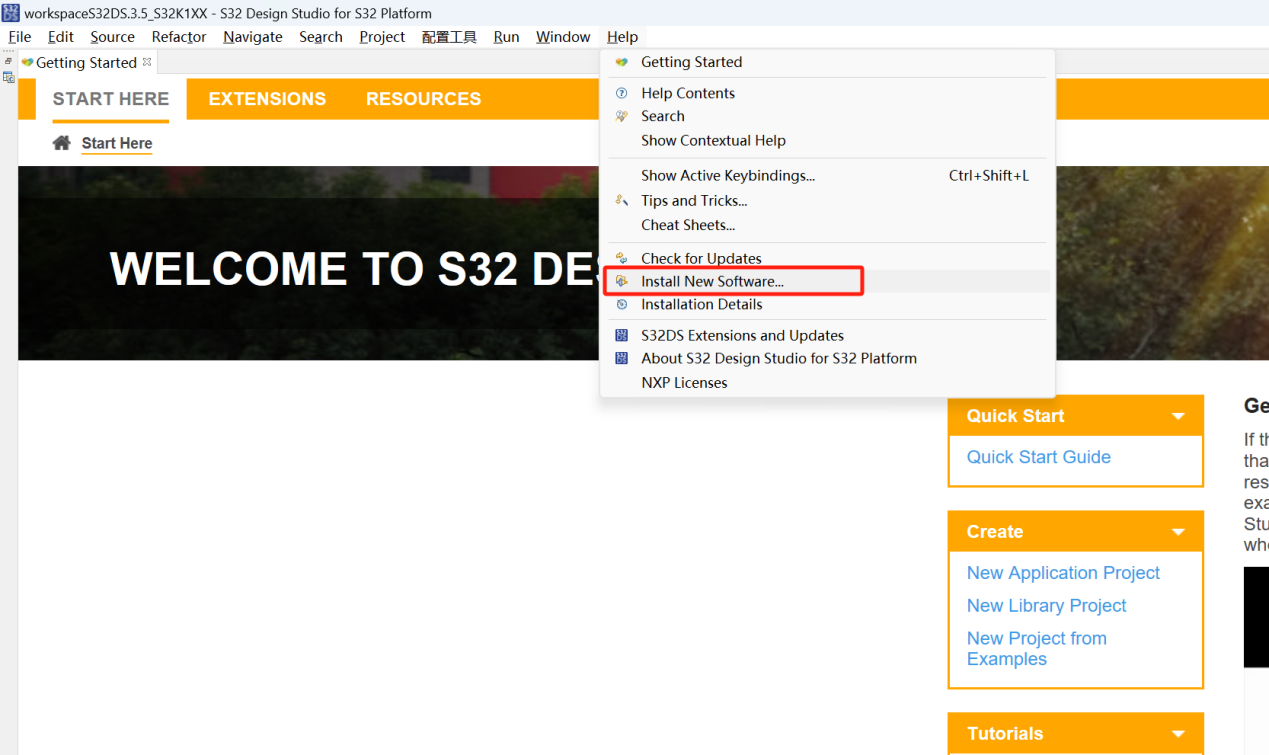 workspaceS32DS.3.5_S32K1XX - S32 Design Studio for S32 Platform
File Edit Source Refactor Navigate Search Project 配置工具 Run Window Help
Getting Started
START HERE EXTENSIONS RESOURCES
Start Here
WELCOME TO S32 DES
Getting Started
Help Contents
Search
Show Contextual Help
Show Active Keybindings... Ctrl+Shift+L
Tips and Tricks...
Cheat Sheets...
Check for Updates
Install New Software...
Installation Details
S32DS Extensions and Updates
About S32 Design Studio for S32 Platform
NXP Licenses
Quick Start
Quick Start Guide
Create
New Application Project
New Library Project
New Project from
Examples
Tutorials
Ge
If th
tha
res
exa
Stu
who